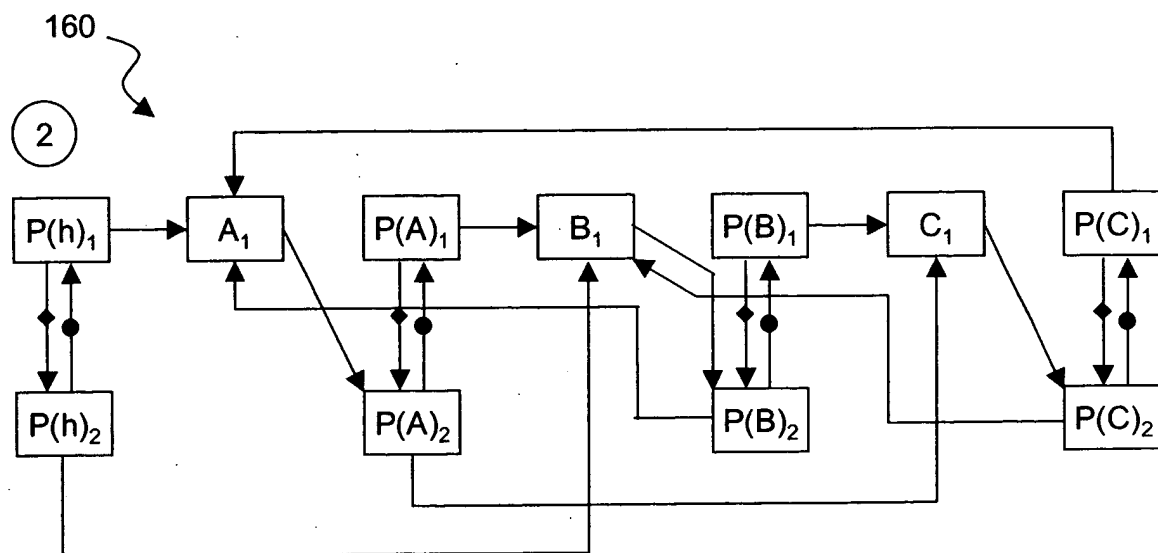 160
2
P(h)₁ A₁ P(A)₁ B₁ P(B)₁ C₁ P(C)₁
P(h)₂ P(A)₂ P(B)₂ P(C)₂